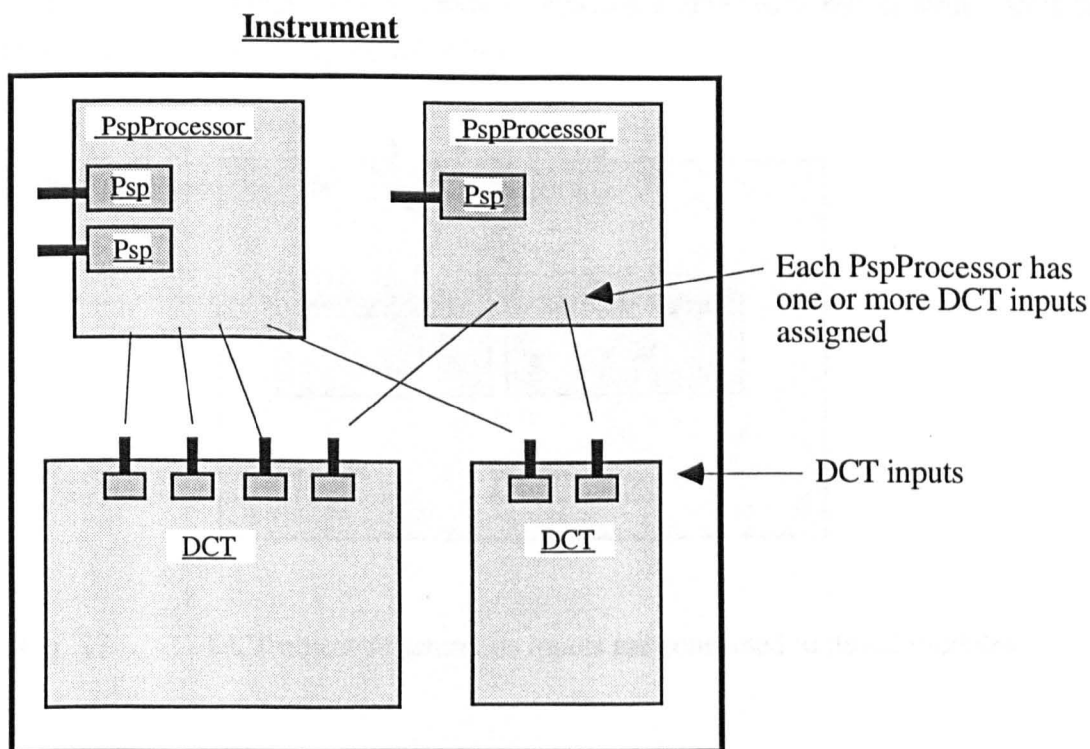 Instrument
PspProcessor
PspProcessor
Psp
Psp
Psp
Each PspProcessor has
one or more DCT inputs
assigned
DCT inputs
DCT
DCT